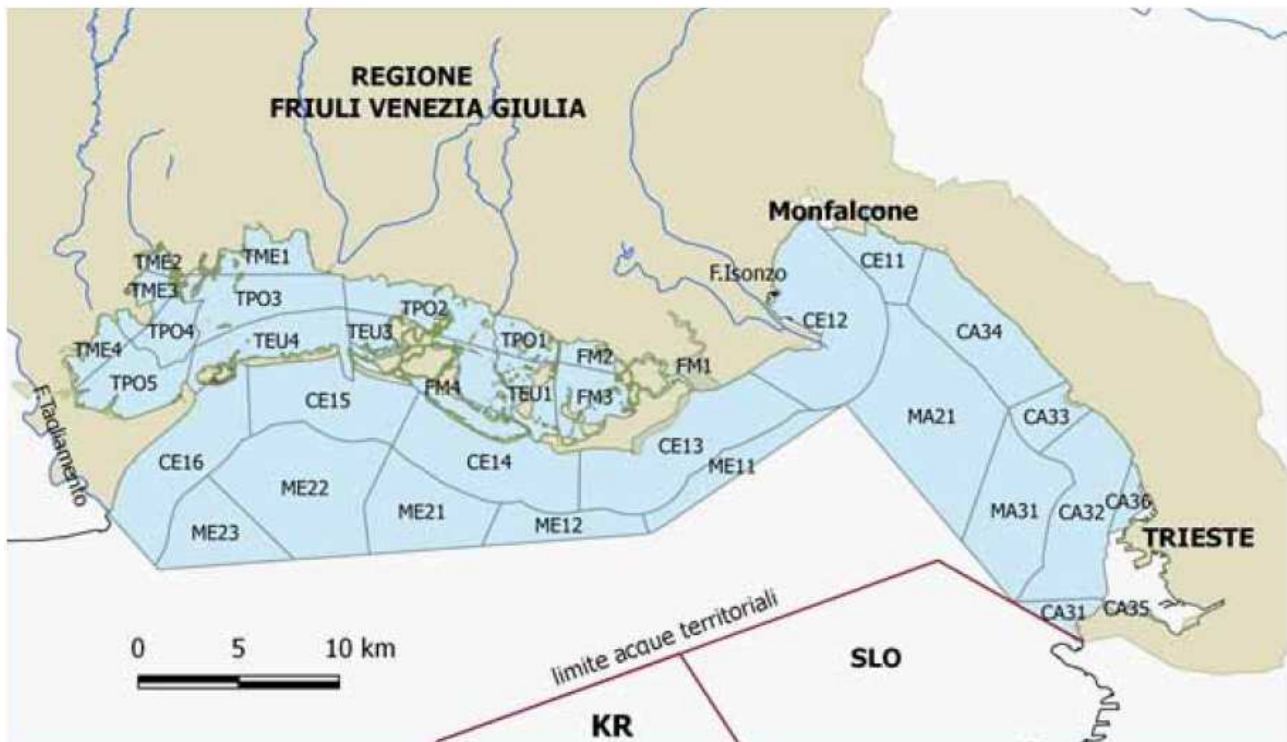 REGIONE
FRIULI VENEZIA GIULIA
Monfalcone
TME2
TME1
CE11
TME3
F.Isonzo
TPO3
TPO2
CE12
TPO4
TEU4
TEU3
TPO1
CA34
TME4
FM2
FM1
TPO5
FM4
TEU1
FM3
CE15
MA21
CA33
F.Tagliamento
CE16
CE14
CE13
ME11
ME22
ME21
ME23
ME12
MA31
CA32
CA36
TRIESTE
CA31
CA35
0 5 10 km
limite acque territoriali
SLO
KR